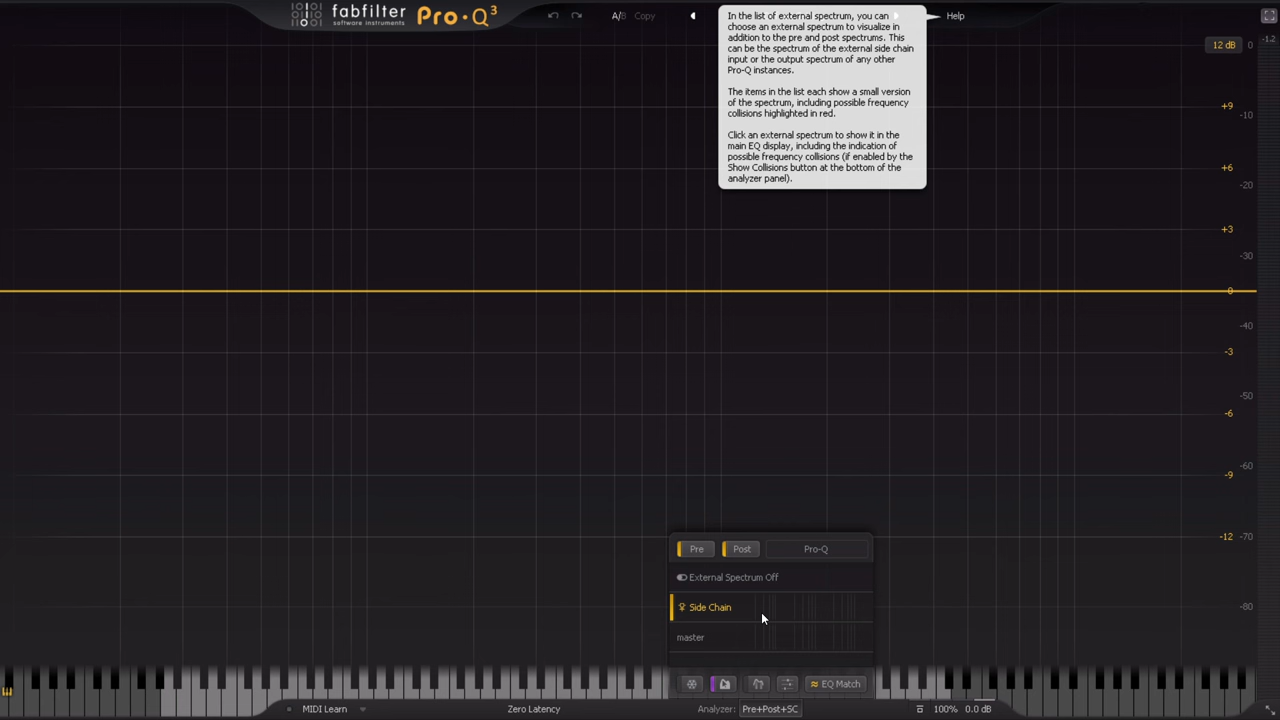 fabfilter
software instruments
Pro·Q³
A/B Copy
Help
In the list of external spectrum, you can
choose an external spectrum to visualize in
addition to the pre and post spectrums. This
can be the spectrum of the external side chain
input or the output spectrum of any other
Pro-Q instances.
The items in the list each show a small version
of the spectrum, including possible frequency
collisions highlighted in red.
Click an external spectrum to show it in the
main EQ display, including the indication of
possible frequency collisions (if enabled by the
Show Collisions button at the bottom of the
analyzer panel).
-1.2
12 dB 0
+9
-10
+6
-20
+3
-30
0
-40
-3
-50
-6
-60
-9
-12 -70
-80
Pre Post Pro-Q
External Spectrum Off
Side Chain
master
EQ Match
MIDI Learn Zero Latency Analyzer: Pre+Post+SC 100% 0.0 dB